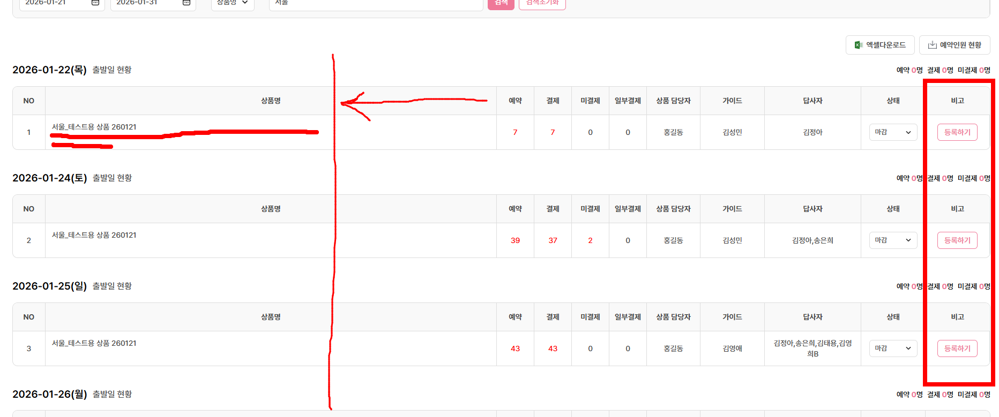 2026-01-21 2026-01-31 상품명 서울 검색 검색초기화
엑셀다운로드 예약인원 현황
2026-01-22(목) 출발일 현황 예약 0명 결제 0명 미결제 0명
NO 상품명 예약 결제 미결제 일부결제 상품 담당자 가이드 답사자 상태 비고
1 서울_테스트용 상품 260121 7 7 0 0 홍길동 김성민 김정아 마감 등록하기
2026-01-24(토) 출발일 현황 예약 0명 결제 0명 미결제 0명
NO 상품명 예약 결제 미결제 일부결제 상품 담당자 가이드 답사자 상태 비고
2 서울_테스트용 상품 260121 39 37 2 0 홍길동 김성민 김정아,송은희 마감 등록하기
2026-01-25(일) 출발일 현황 예약 0명 결제 0명 미결제 0명
NO 상품명 예약 결제 미결제 일부결제 상품 담당자 가이드 답사자 상태 비고
3 서울_테스트용 상품 260121 43 43 0 0 홍길동 김영애 김정아,송은희,김태용,김영
희B 마감 등록하기
2026-01-26(월) 출발일 현황 예약 0명 결제 0명 미결제 0명